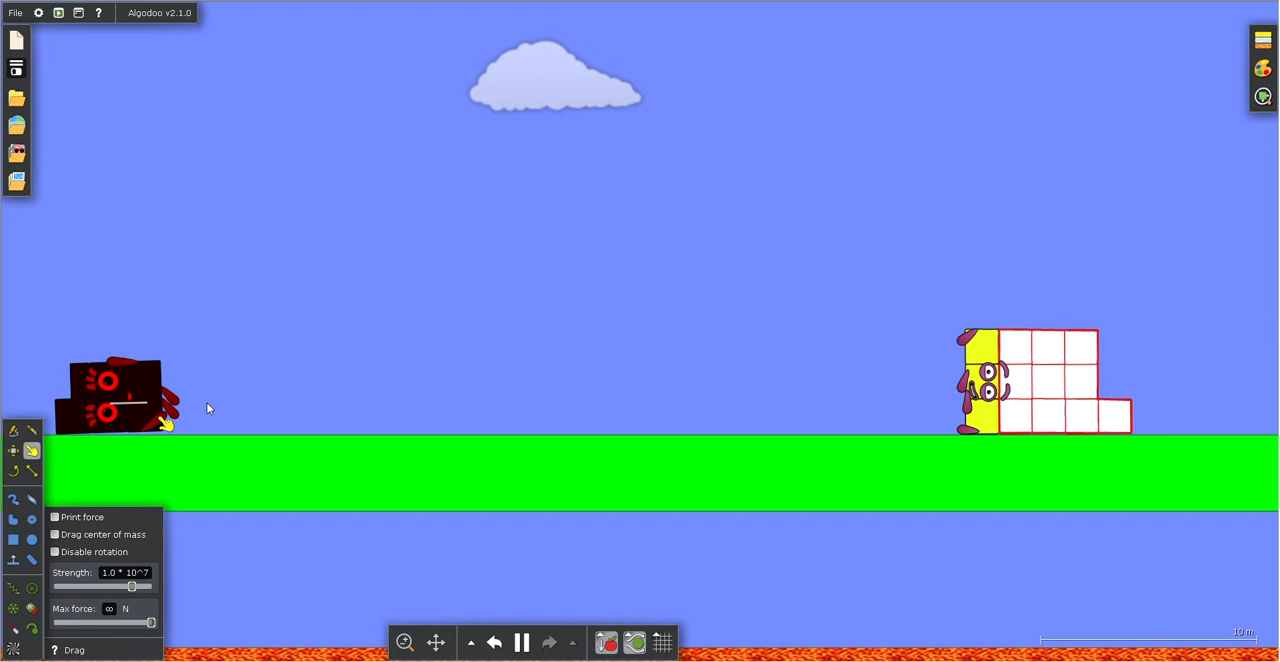 File ? Algodoo v2.1.0
Print force
Drag center of mass
Disable rotation
Strength: 1.0 * 10^7
Max force: ∞ N
? Drag
10 m